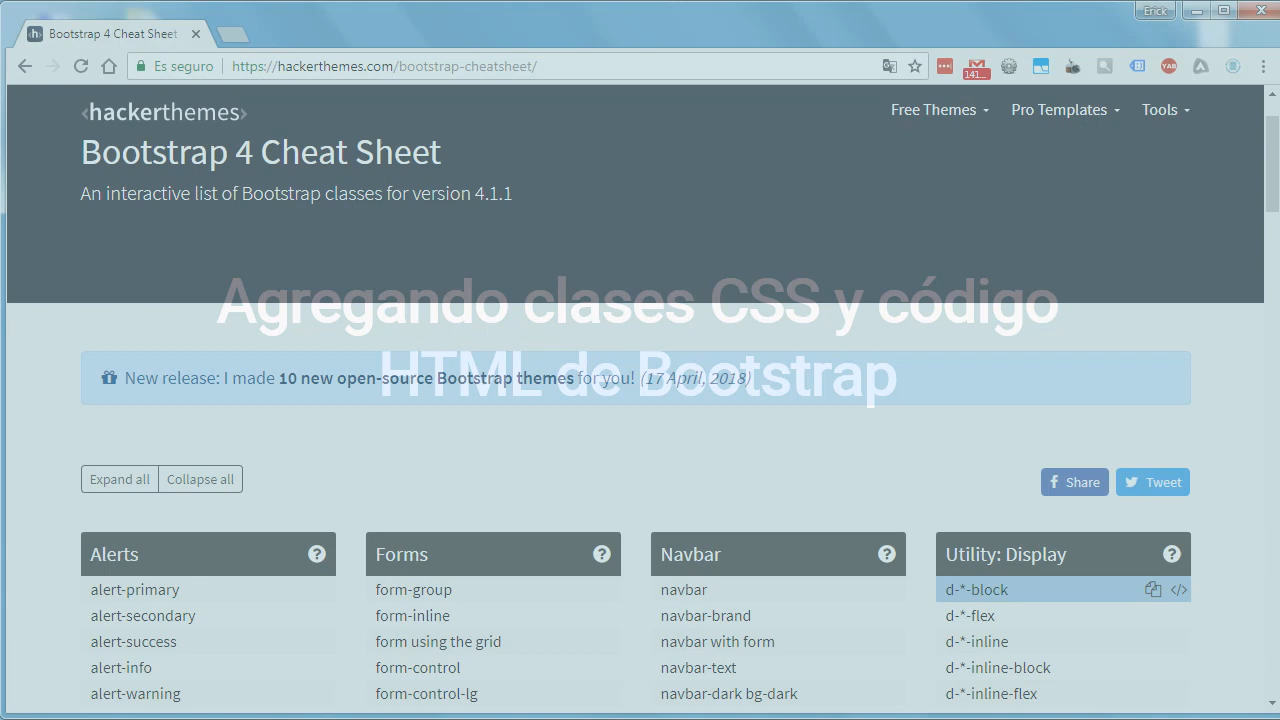 Erick
Bootstrap 4 Cheat Sheet
Es seguro https://hackerthemes.com/bootstrap-cheatsheet/
141...
YAB
<hackerthemes>
Free Themes Pro Templates Tools
Bootstrap 4 Cheat Sheet
An interactive list of Bootstrap classes for version 4.1.1
Agregando clases CSS y código
HTML de Bootstrap
New release: I made 10 new open-source Bootstrap themes for you! (17 April, 2018)
Expand all Collapse all
Share Tweet
Alerts
alert-primary
alert-secondary
alert-success
alert-info
alert-warning
Forms
form-group
form-inline
form using the grid
form-control
form-control-lg
Navbar
navbar
navbar-brand
navbar with form
navbar-text
navbar-dark bg-dark
Utility: Display
d-*-block
d-*-flex
d-*-inline
d-*-inline-block
d-*-inline-flex